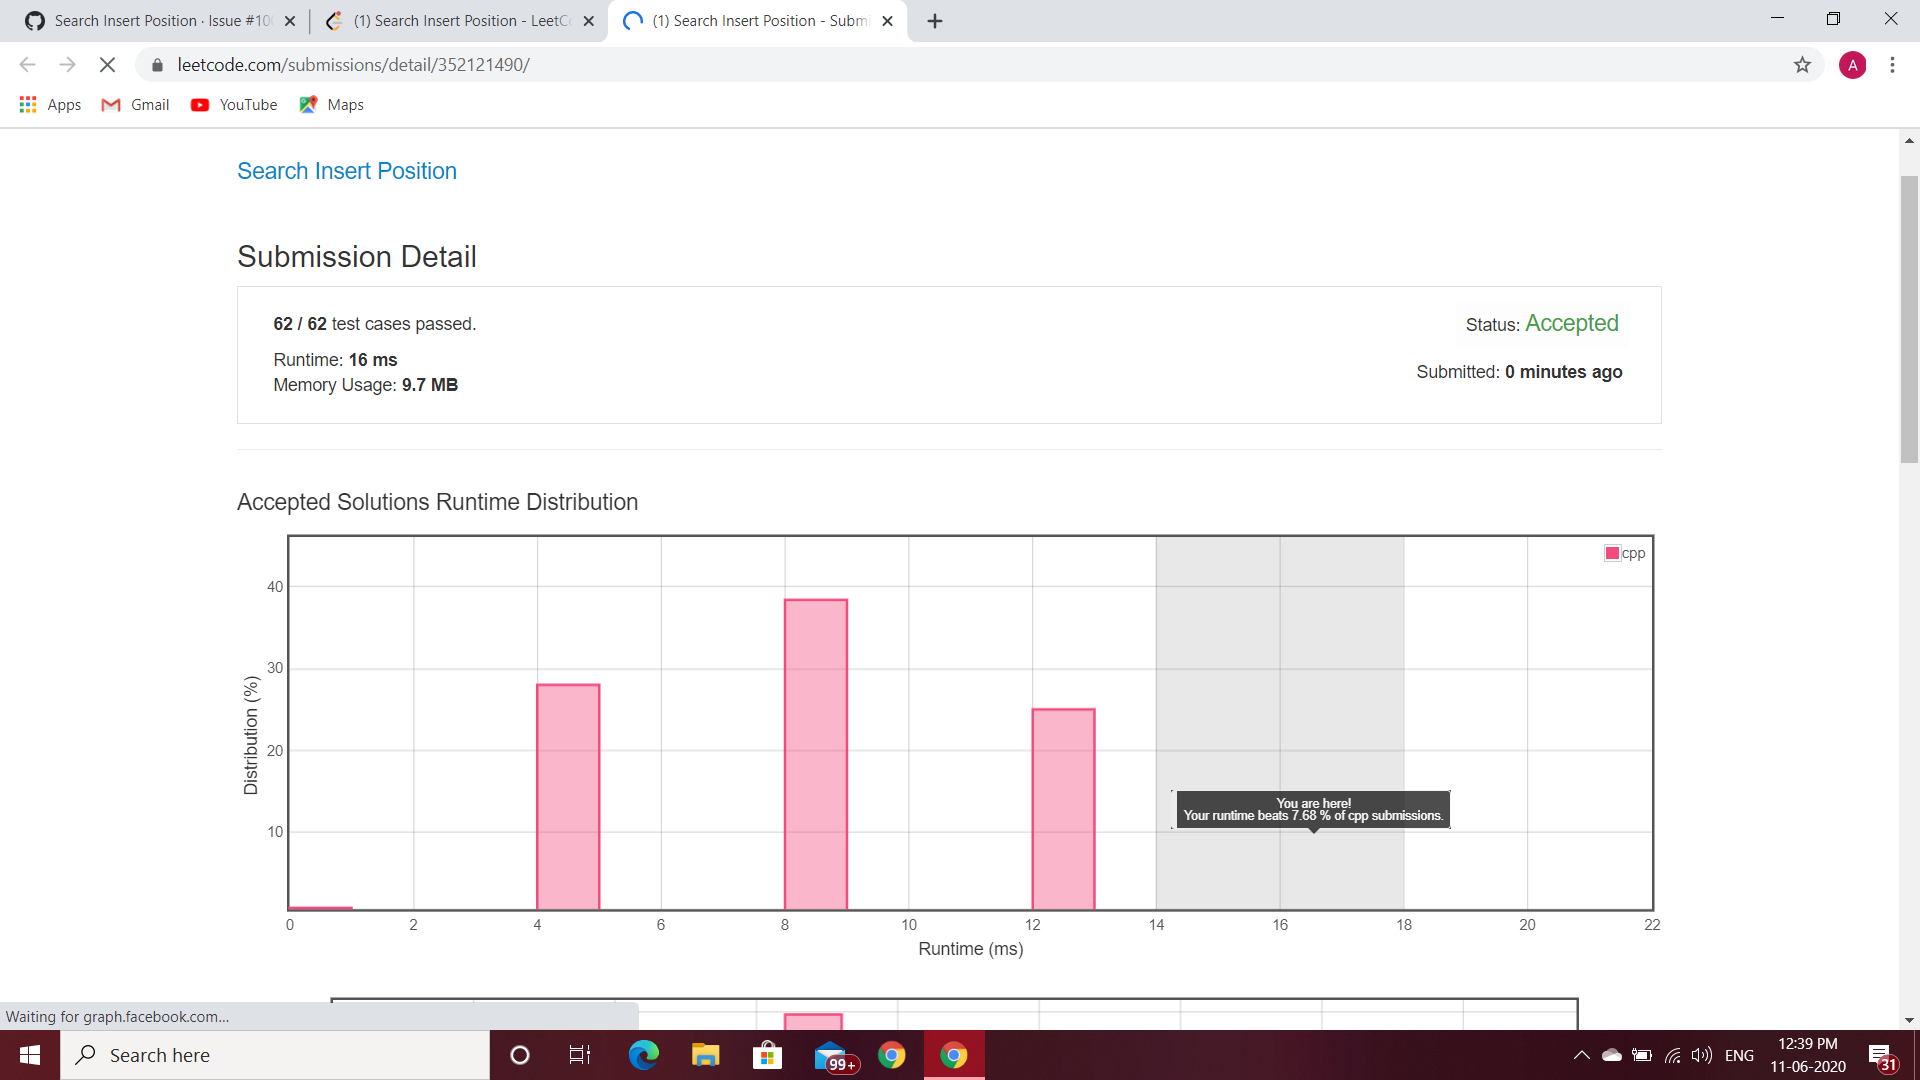 Search Insert Position · Issue #10
(1) Search Insert Position - LeetC
(1) Search Insert Position - Submi
leetcode.com/submissions/detail/352121490/
A
Apps
Gmail
YouTube
Maps
Search Insert Position
Submission Detail
62 / 62 test cases passed.
Status: Accepted
Runtime: 16 ms
Submitted: 0 minutes ago
Memory Usage: 9.7 MB
Accepted Solutions Runtime Distribution
cpp
40
30
20
10
Distribution (%)
You are here!
Your runtime beats 7.68 % of cpp submissions.
0 2 4 6 8 10 12 14 16 18 20 22
Runtime (ms)
Waiting for graph.facebook.com...
Search here
99+
ENG
12:39 PM
11-06-2020
31